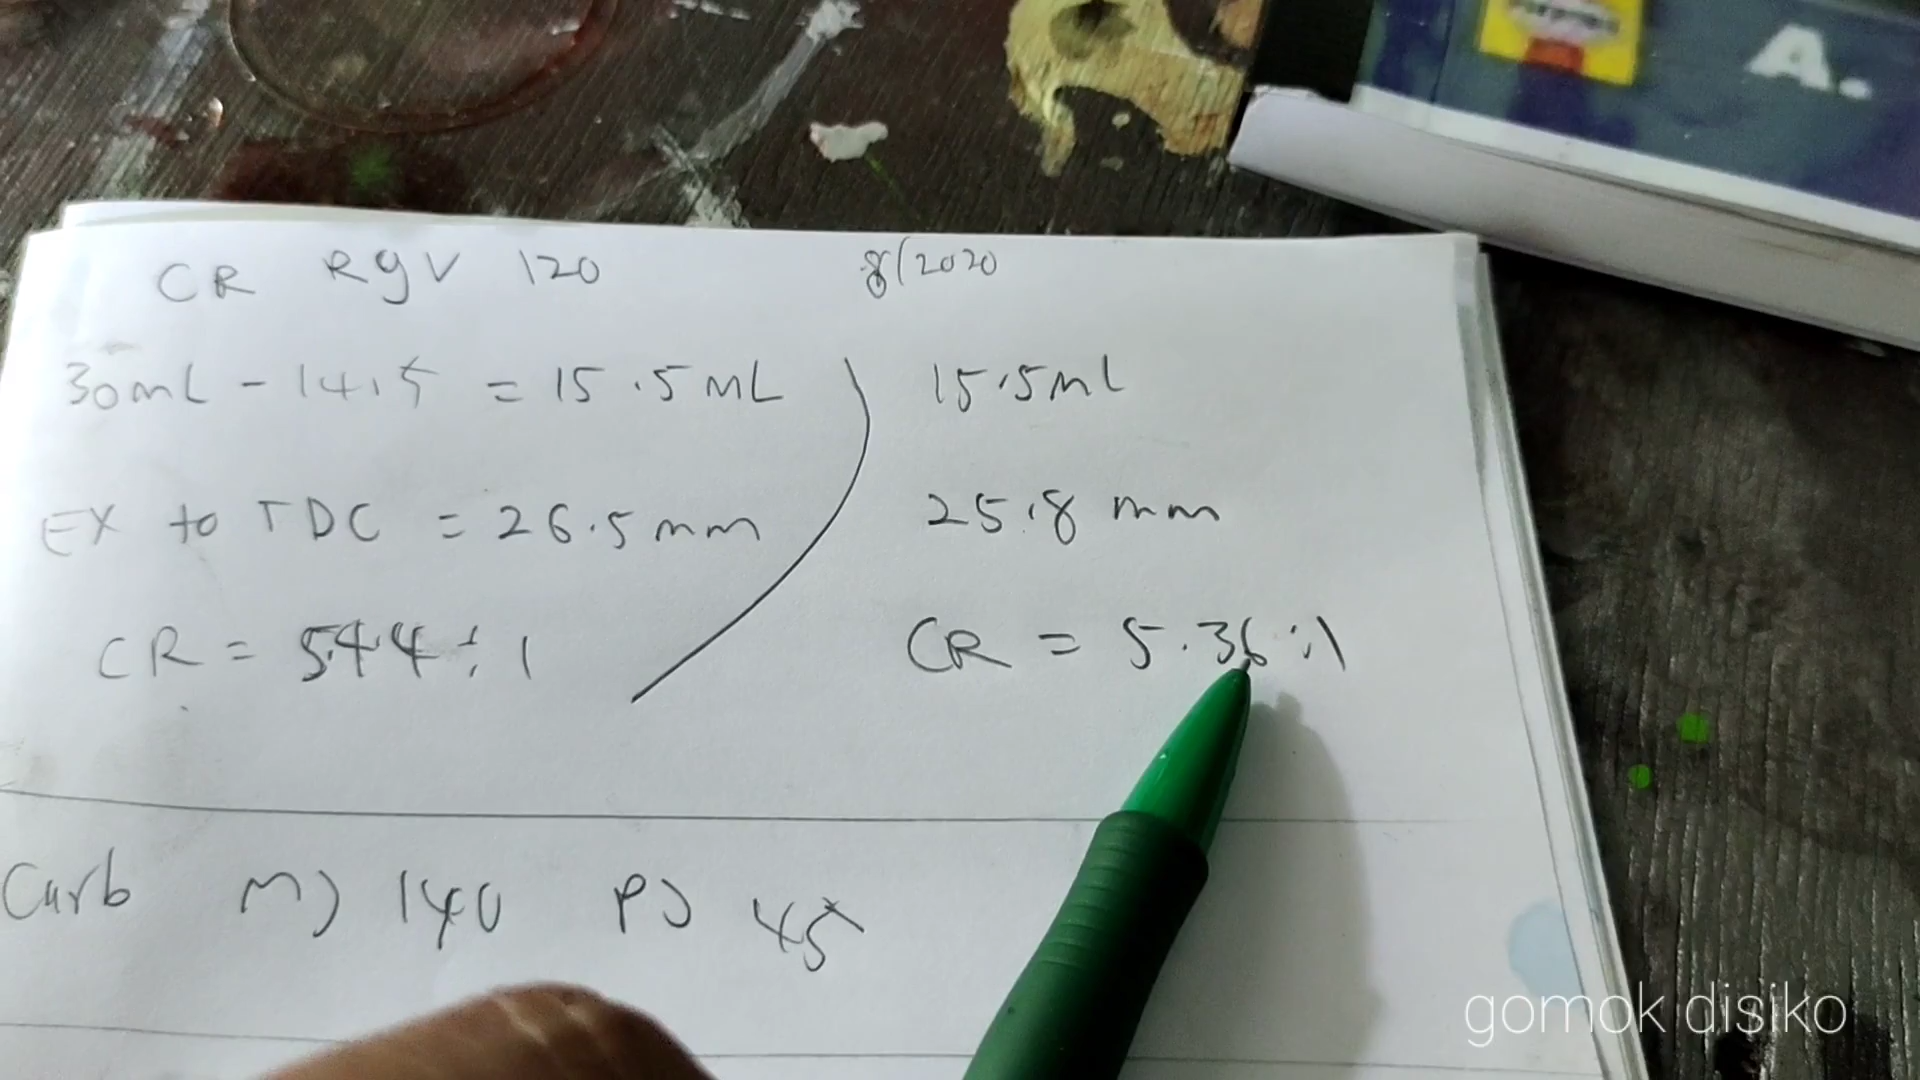 CR RgV 120 8/2020
30mL - 14.5 = 15.5mL 15.5mL
EX to TDC = 26.5mm 25.8 mm
CR = 5.44 : 1 CR = 5.36 : 1
Carb MJ 140 PJ 45
A.
gomok disiko